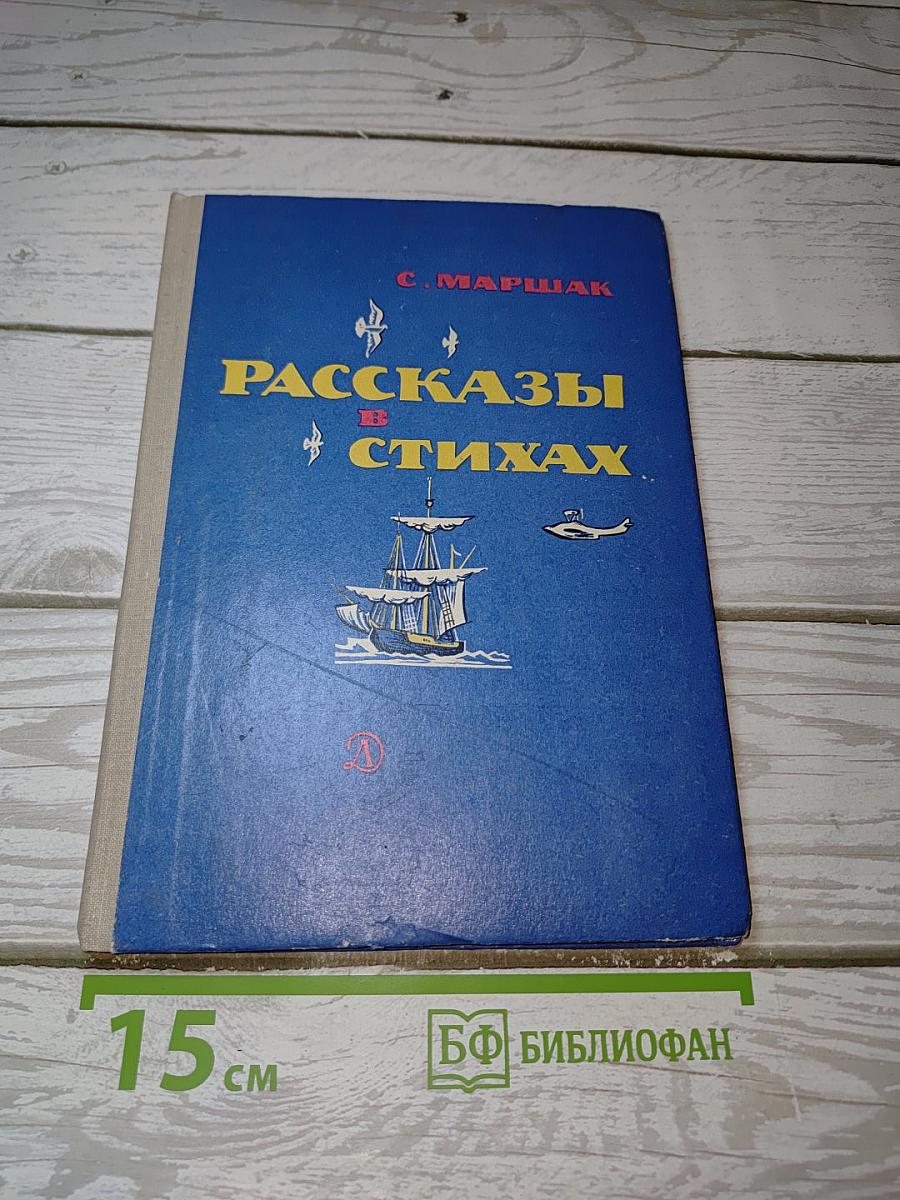 С. МАРШАК
РАССКАЗЫ
В
СТИХАХ
Д
15 см
БФ БИБЛИОФАН